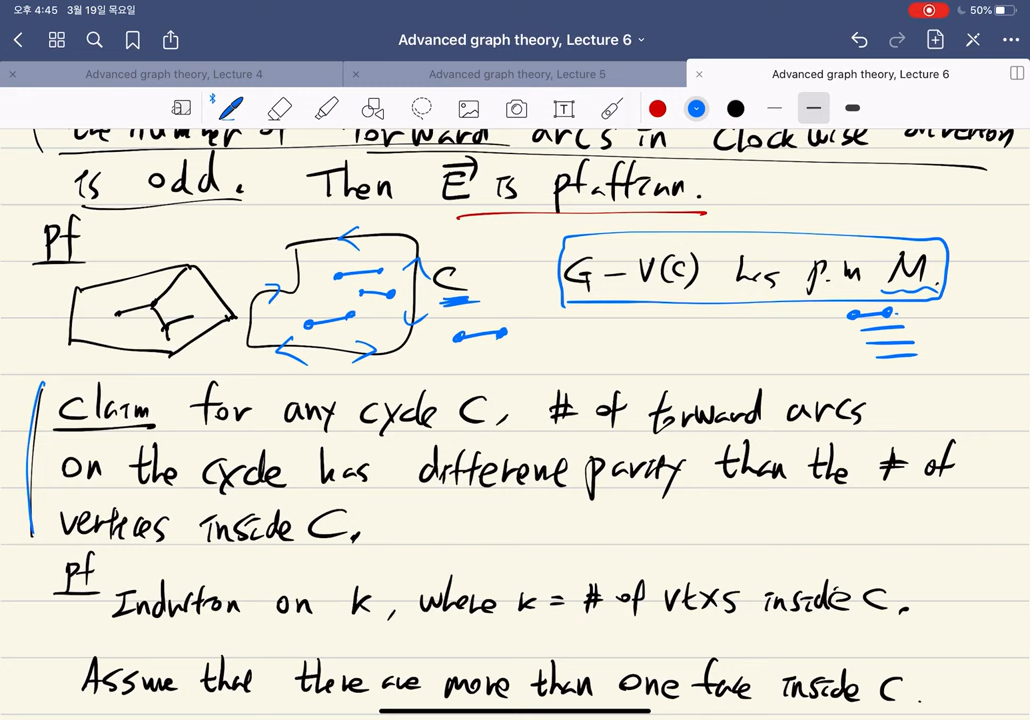 오후 4:45 3월 19일 목요일 50%
Advanced graph theory, Lecture 6
Advanced graph theory, Lecture 4
Advanced graph theory, Lecture 5
Advanced graph theory, Lecture 6
the number of forward arcs in clockwise direction
is odd. Then E is pfaffian.
pf
C
G - V(C) has p.m M.
Claim for any cycle C, # of forward arcs
on the cycle has different parity than the # of
vertices inside C.
pf
Induction on k, where k = # of vtxs inside C.
Assume that there are more than one face inside C.